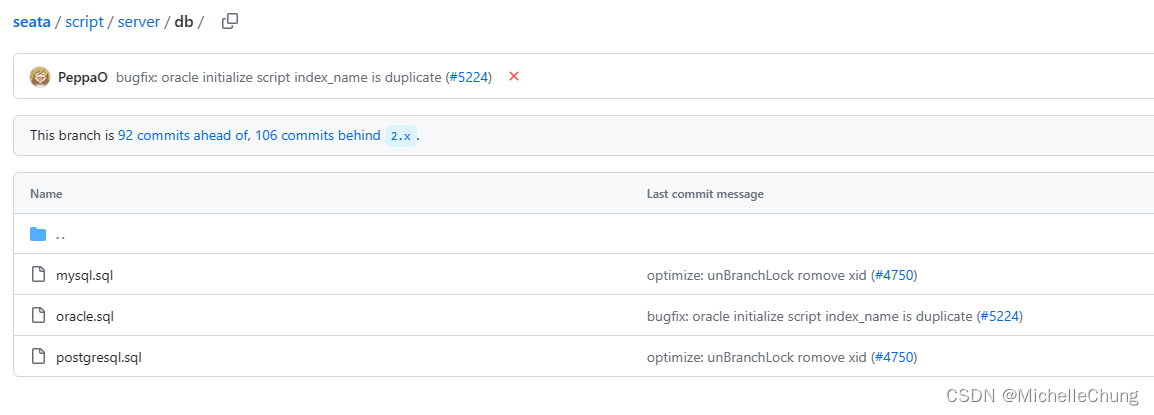 seata / script / server / db /
PeppaO bugfix: oracle initialize script index_name is duplicate (#5224)
This branch is 92 commits ahead of, 106 commits behind 2.x.
Name Last commit message
..
mysql.sql optimize: unBranchLock romove xid (#4750)
oracle.sql bugfix: oracle initialize script index_name is duplicate (#5224)
postgresql.sql optimize: unBranchLock romove xid (#4750)
CSDN @MichelleChung